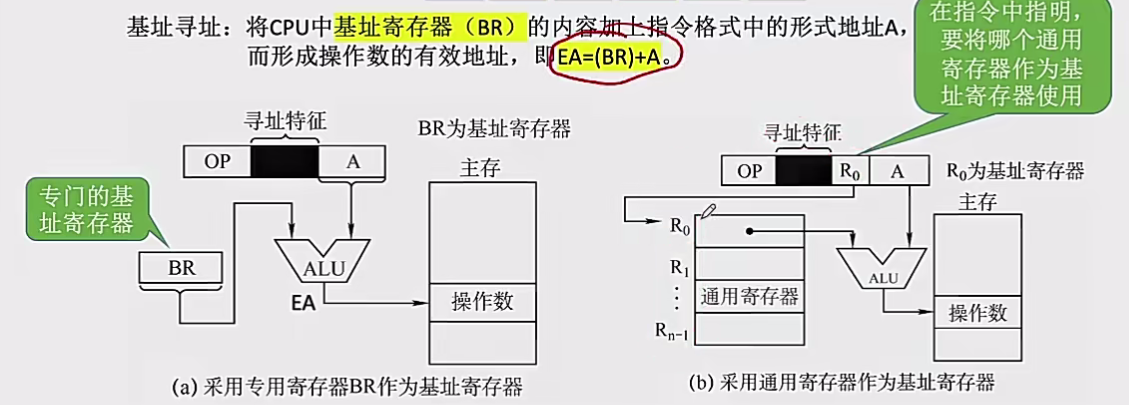 基址寻址：将CPU中基址寄存器（BR）的内容加上指令格式中的形式地址A，
而形成操作数的有效地址，即EA=(BR)+A。
在指令中指明，
要将哪个通用
寄存器作为基
址寄存器使用
寻址特征
BR为基址寄存器
OP
A
主存
专门的基
址寄存器
BR
ALU
EA
操作数
(a) 采用专用寄存器BR作为基址寄存器
寻址特征
OP
R₀
A
R₀为基址寄存器
主存
R₀
R₁
⋮
通用寄存器
Rₙ₋₁
ALU
操作数
(b) 采用通用寄存器作为基址寄存器